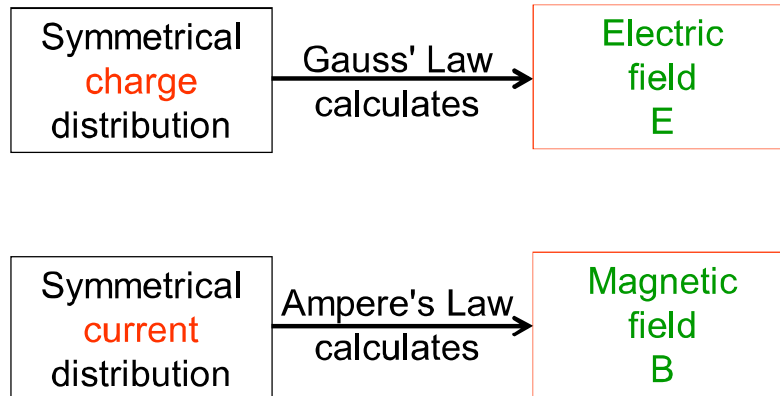 Symmetrical
charge
distribution
Gauss' Law
calculates
Electric
field
E
Symmetrical
current
distribution
Ampere's Law
calculates
Magnetic
field
B